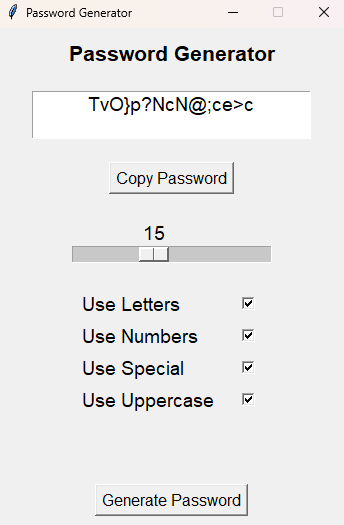 Password Generator
Password Generator
TvO}p?NcN@;ce>c
Copy Password
15
Use Letters
Use Numbers
Use Special
Use Uppercase
Generate Password